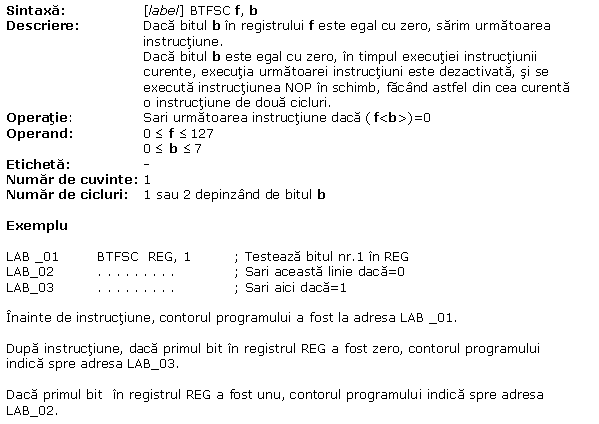 Sintaxă: [label] BTFSC f, b
Descriere: Dacă bitul b în registrului f este egal cu zero, sărim următoarea
instrucţiune.
Dacă bitul b este egal cu zero, în timpul execuţiei instrucţiunii
curente, execuţia următoarei instrucţiuni este dezactivată, şi se
execută instrucţiunea NOP în schimb, făcând astfel din cea curentă
o instrucţiune de două cicluri.
Operaţie: Sari următoarea instrucţiune dacă ( f<b>)=0
Operand: 0 ≤ f ≤ 127
0 ≤ b ≤ 7
Etichetă: –
Număr de cuvinte: 1
Număr de cicluri: 1 sau 2 depinzând de bitul b
Exemplu
LAB _01 BTFSC REG, 1 ; Testează bitul nr.1 în REG
LAB_02 . . . . . . . . . ; Sari această linie dacă=0
LAB_03 . . . . . . . . . ; Sari aici dacă=1
Înainte de instrucţiune, contorul programului a fost la adresa LAB _01.
După instrucţiune, dacă primul bit în registrul REG a fost zero, contorul programului
indică spre adresa LAB_03.
Dacă primul bit în registrul REG a fost unu, contorul programului indică spre adresa
LAB_02.